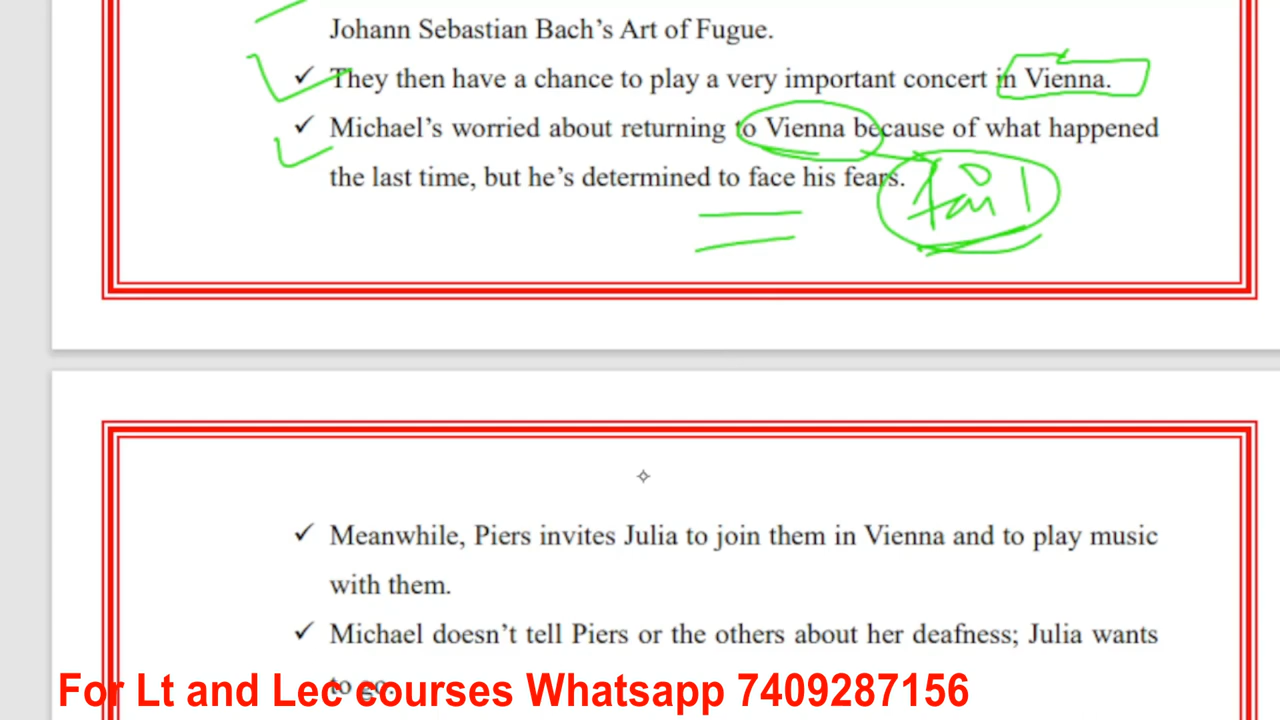 Johann Sebastian Bach’s Art of Fugue.
✓ They then have a chance to play a very important concert in Vienna.
✓ Michael’s worried about returning to Vienna because of what happened
the last time, but he’s determined to face his fears.
fail
✓ Meanwhile, Piers invites Julia to join them in Vienna and to play music
with them.
✓ Michael doesn’t tell Piers or the others about her deafness; Julia wants
to go.
For Lt and Lec courses Whatsapp 7409287156